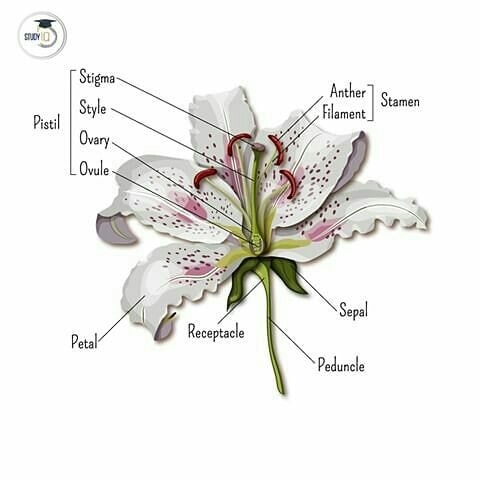 STUDY IQ
Stigma
Style
Pistil
Ovary
Ovule
Anther
Filament
Stamen
Sepal
Receptacle
Petal
Peduncle